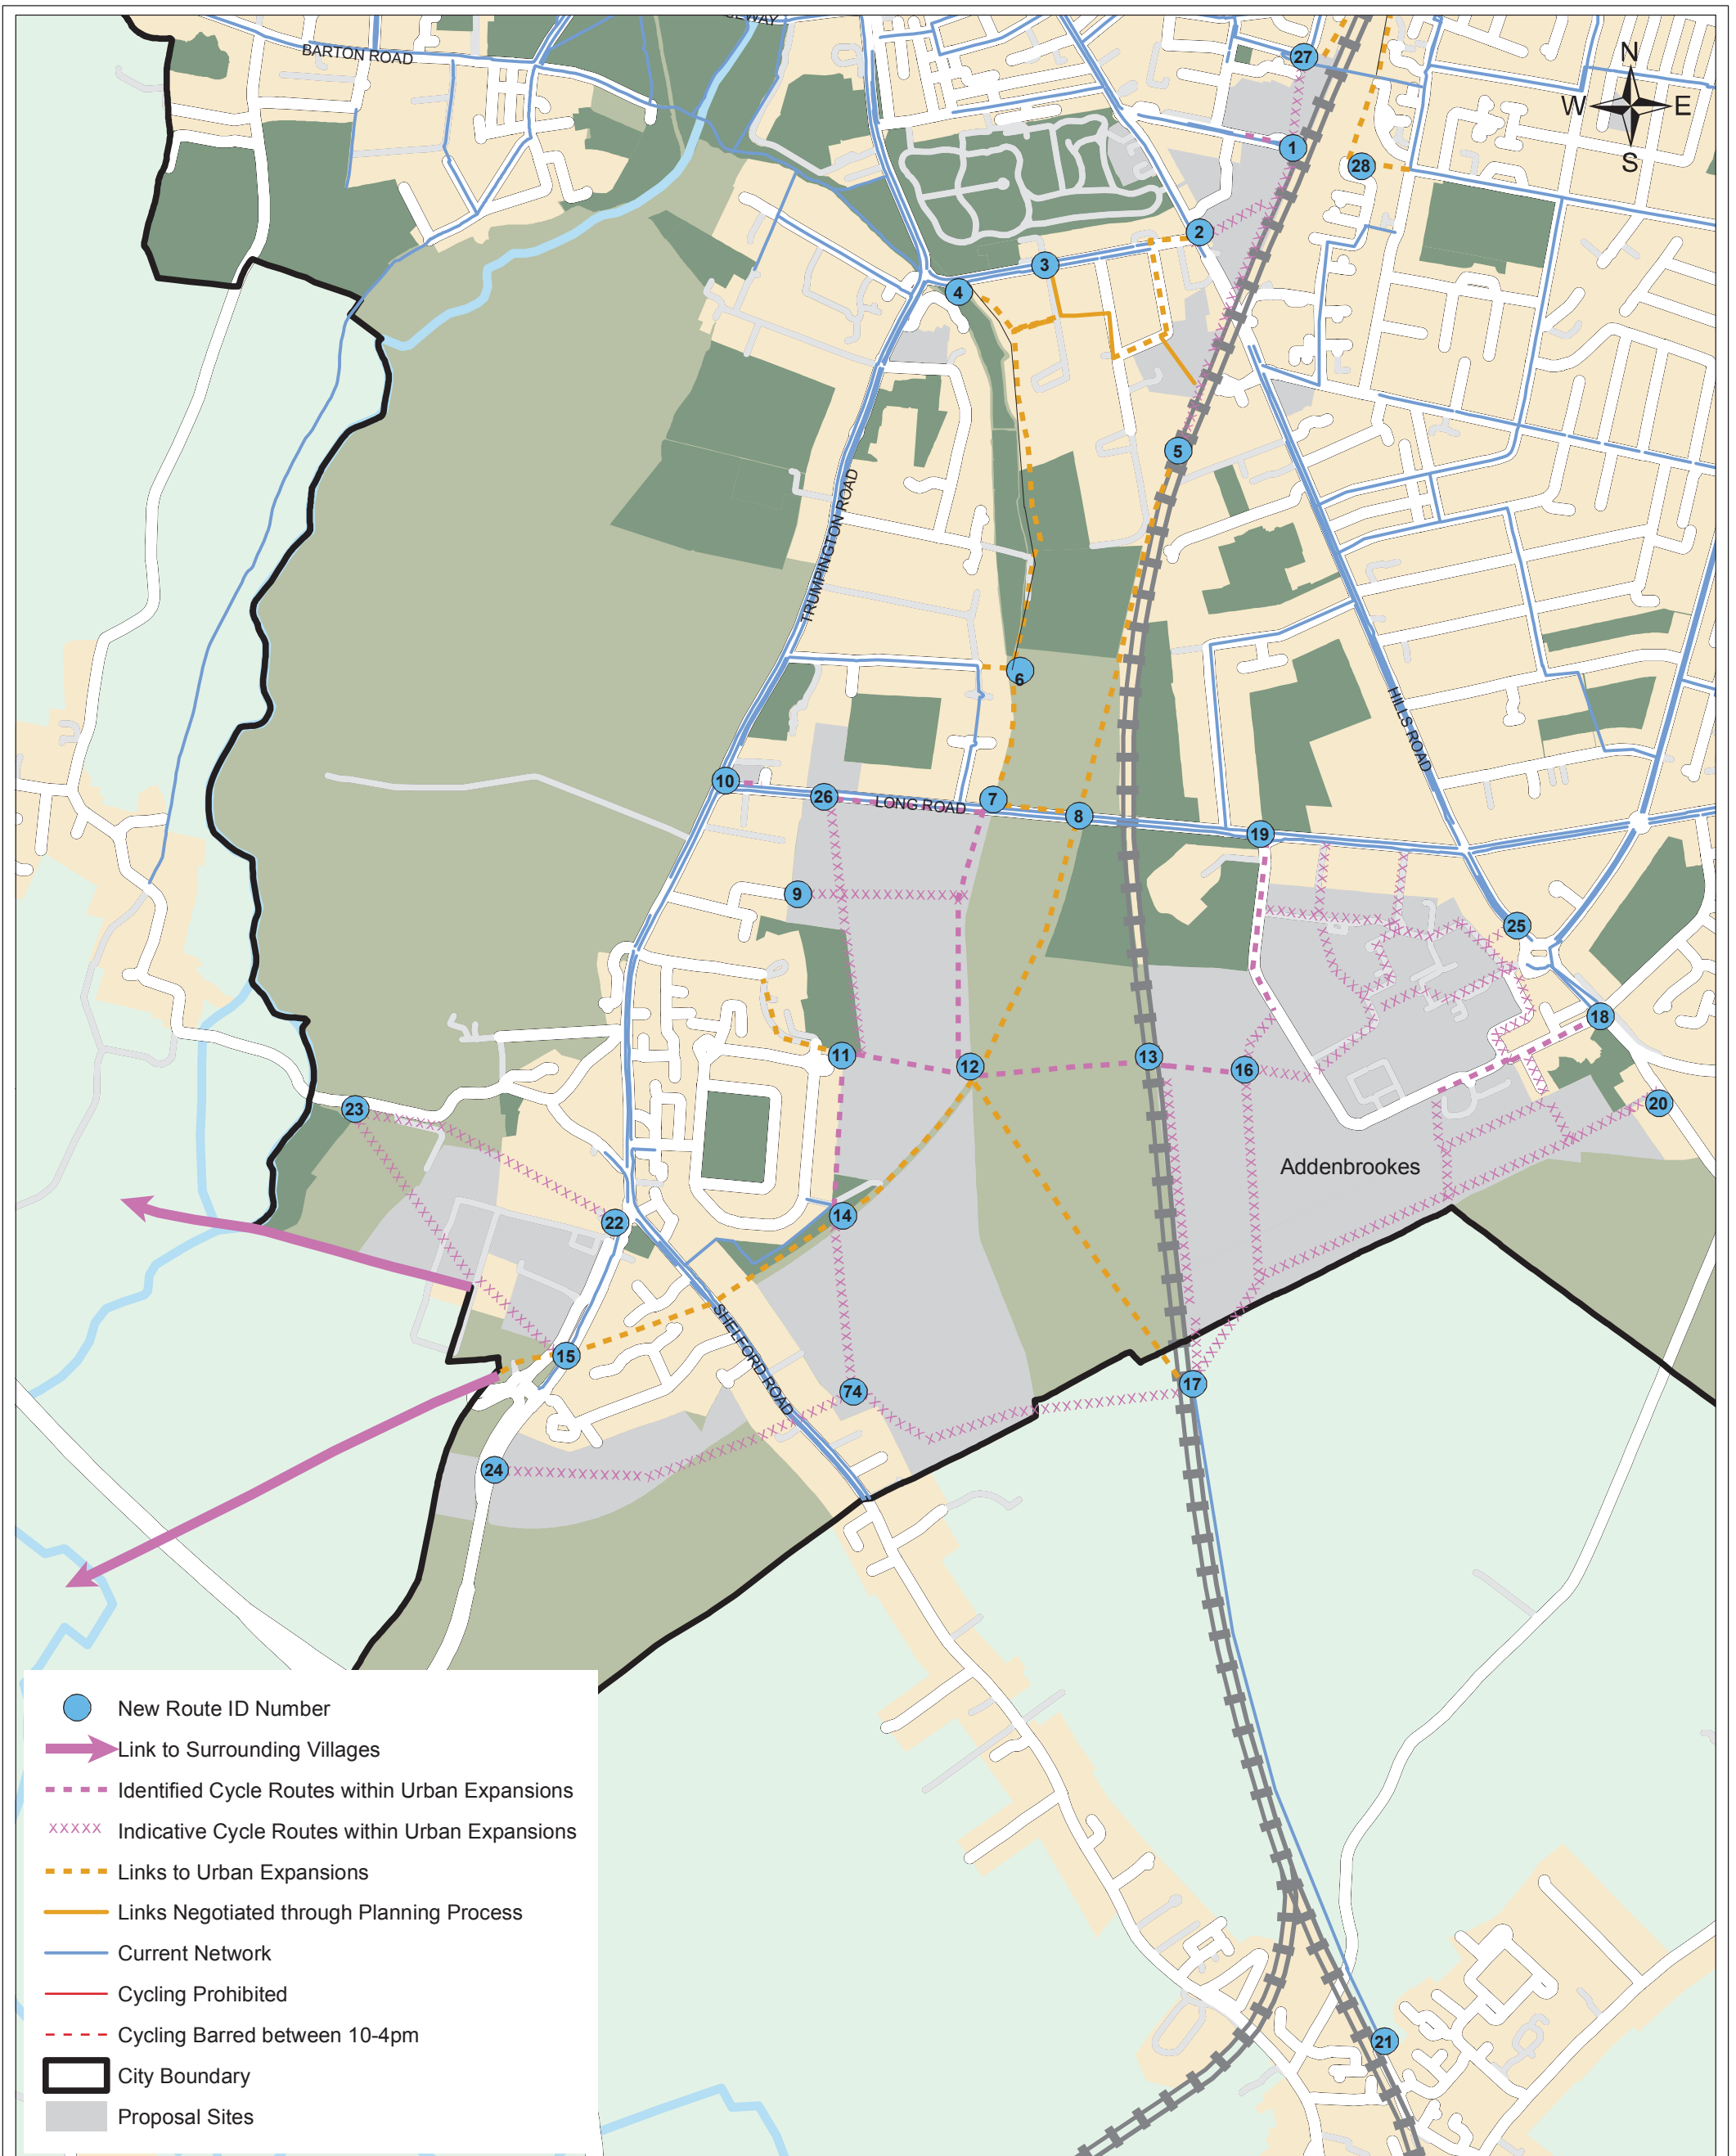 BARTON ROAD
N
W E
S
27
1
28
2
3
4
5
TRUMPINGTON ROAD
6
HILLS ROAD
10
26
LONG ROAD
7
8
19
9
25
18
11
12
13
16
23
20
Addenbrookes
14
22
15
SHELFORD ROAD
17
74
24
21
New Route ID Number
Link to Surrounding Villages
Identified Cycle Routes within Urban Expansions
XXXXX Indicative Cycle Routes within Urban Expansions
Links to Urban Expansions
Links Negotiated through Planning Process
Current Network
Cycling Prohibited
Cycling Barred between 10-4pm
City Boundary
Proposal Sites